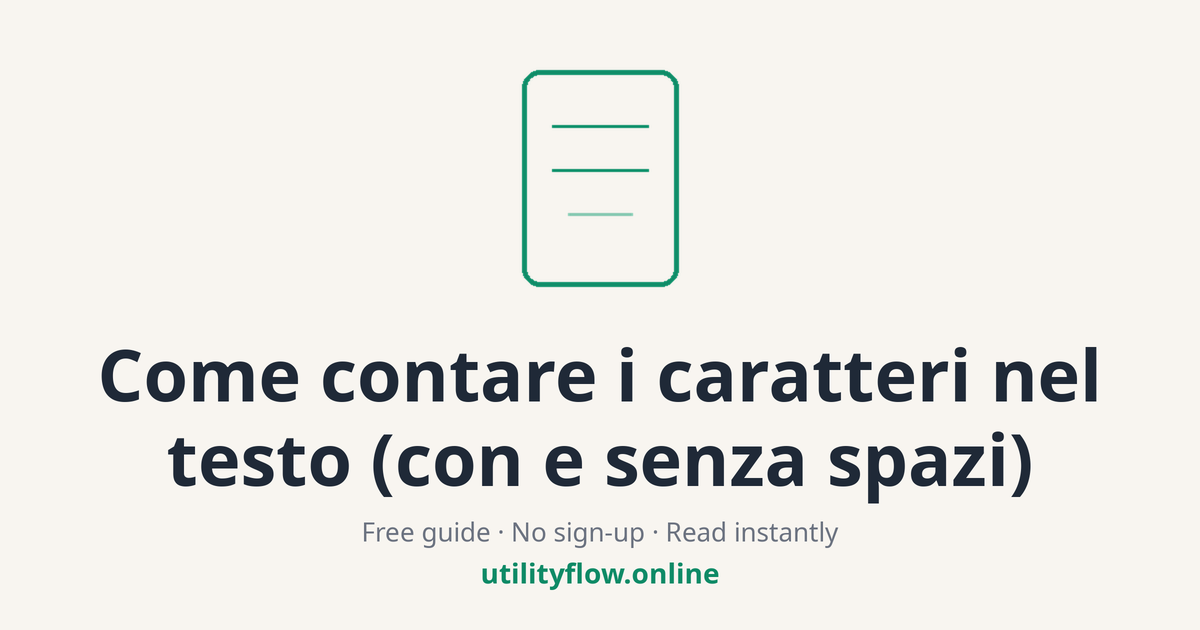 Come contare i caratteri nel
testo (con e senza spazi)
Free guide · No sign-up · Read instantly
utilityflow.online